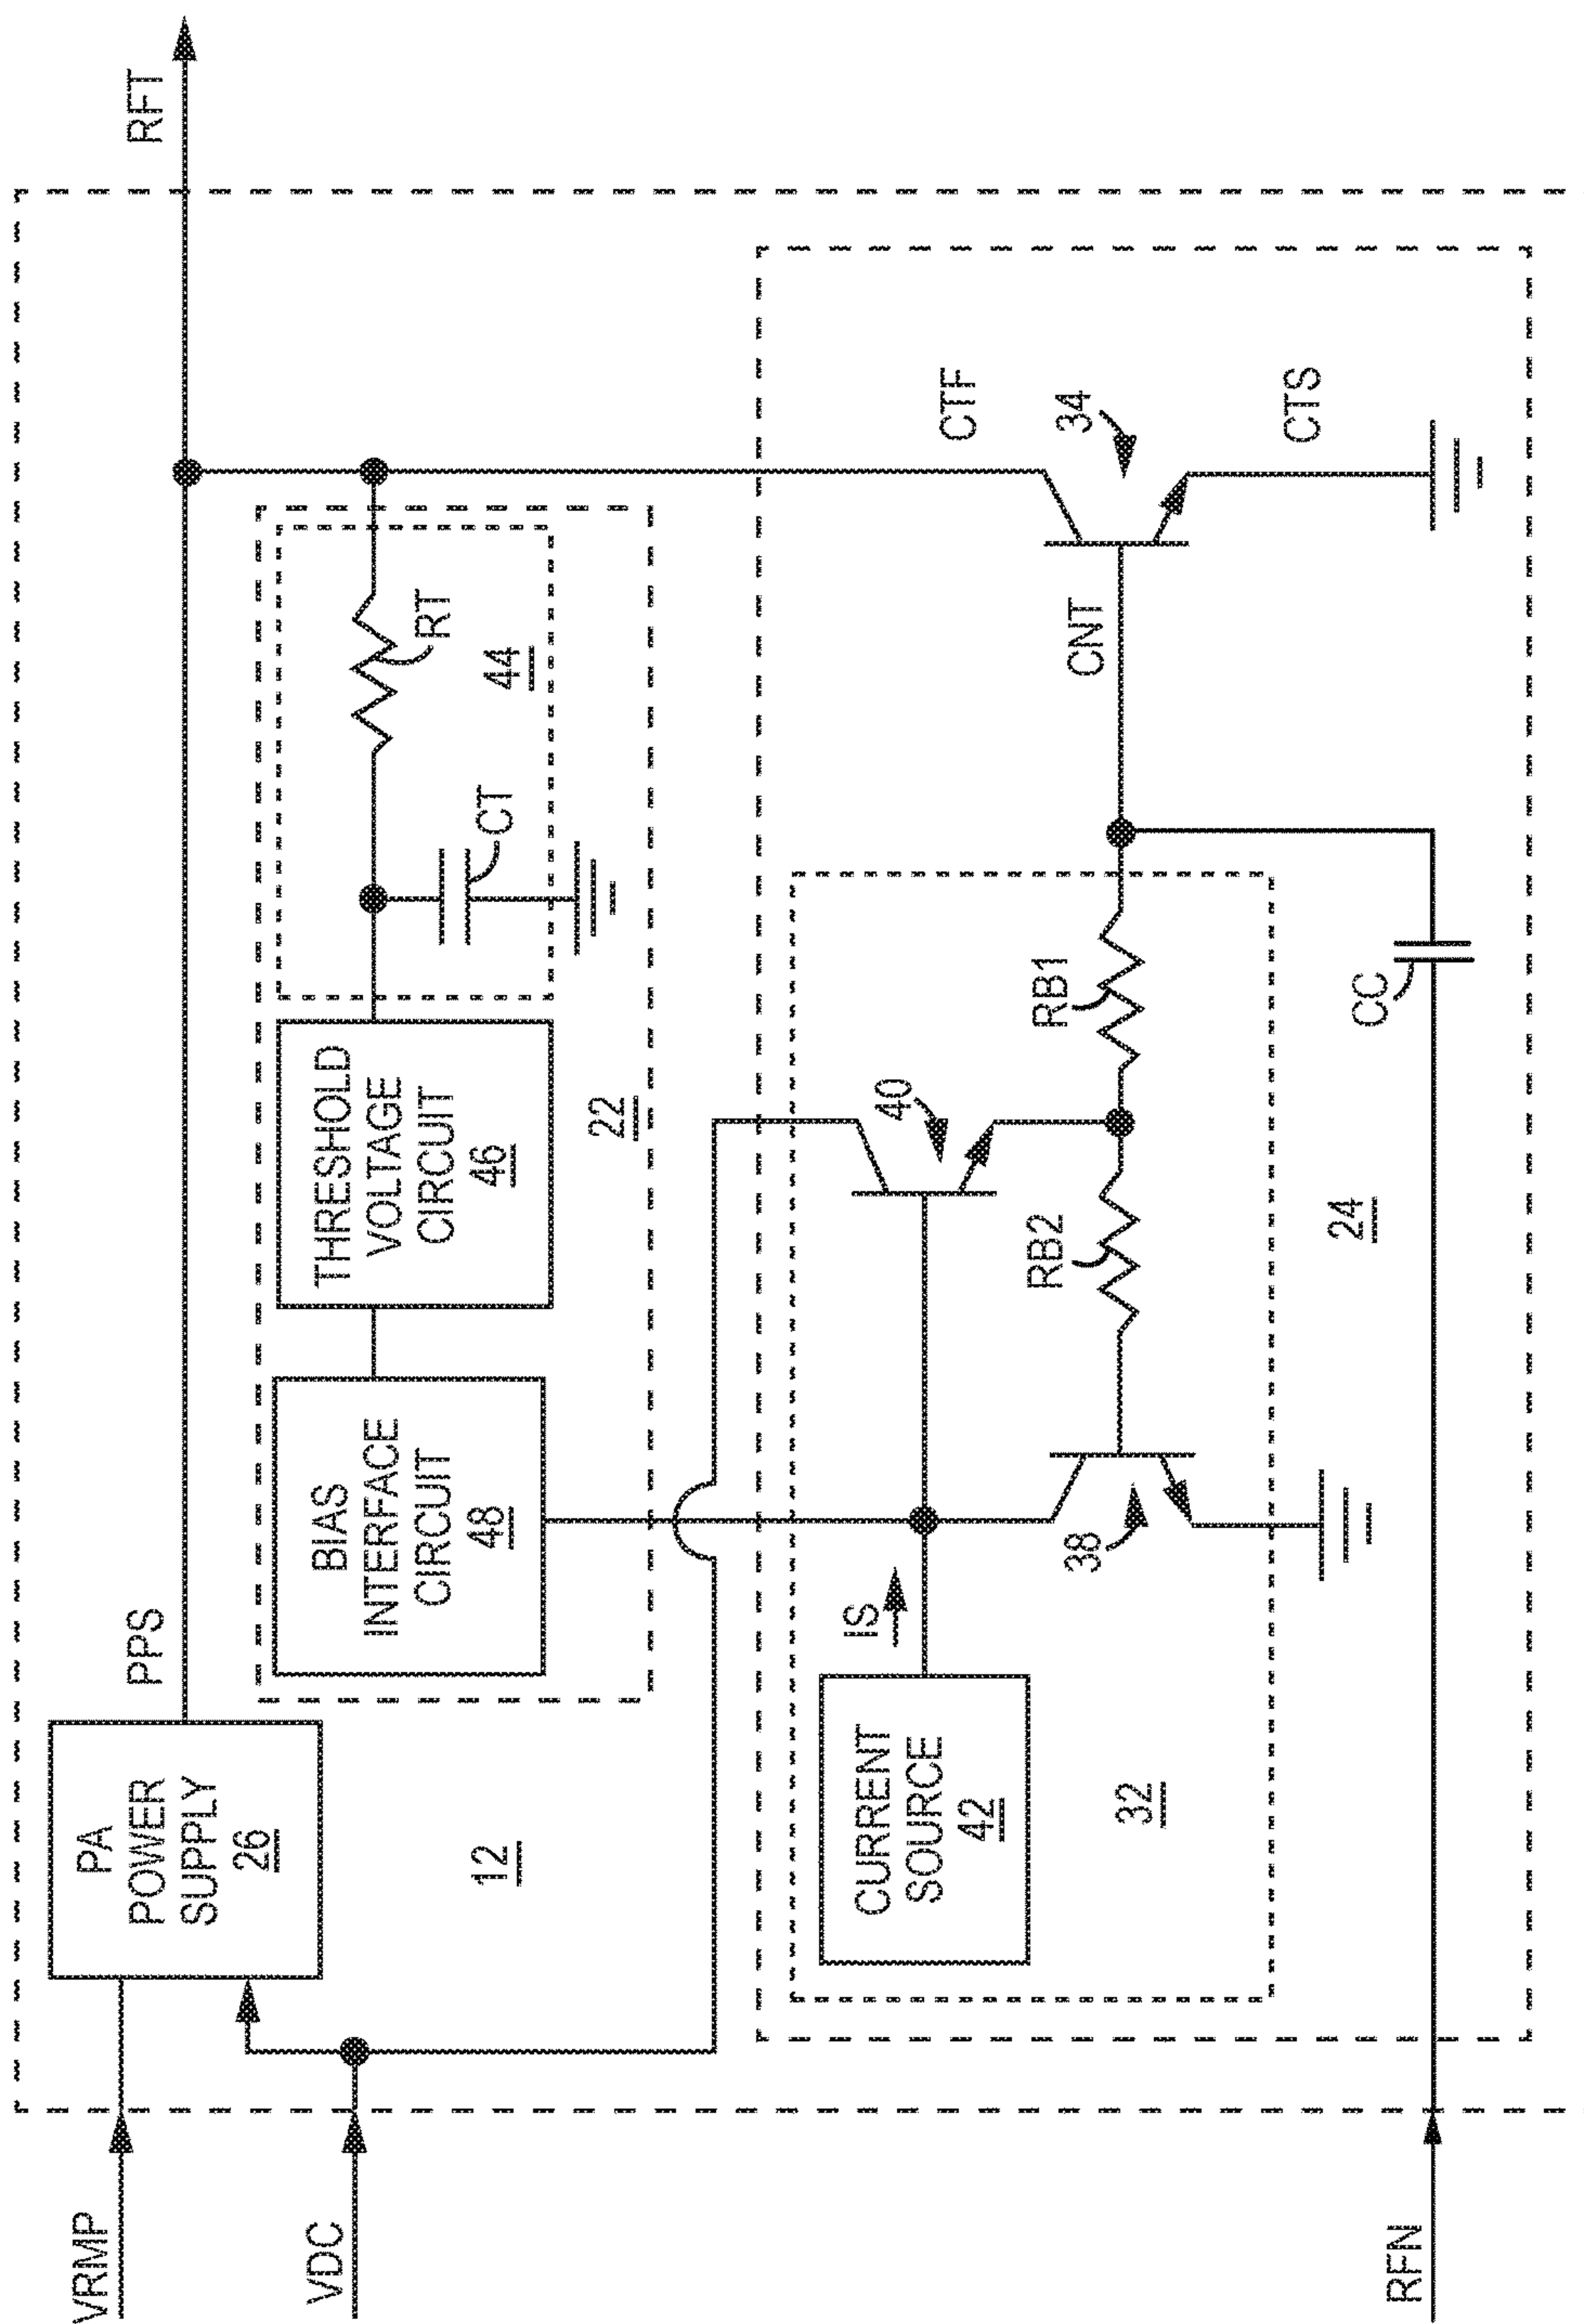 VRMP
VDC
RFN
PA
POWER
SUPPLY
26
PPS
RFT
12
BIAS
INTERFACE
CIRCUIT
48
THRESHOLD
VOLTAGE
CIRCUIT
46
CT
RT
44
22
CURRENT
SOURCE
42
IS
38
40
RB2
RB1
32
24
CC
CNT
CTF
34
CTS